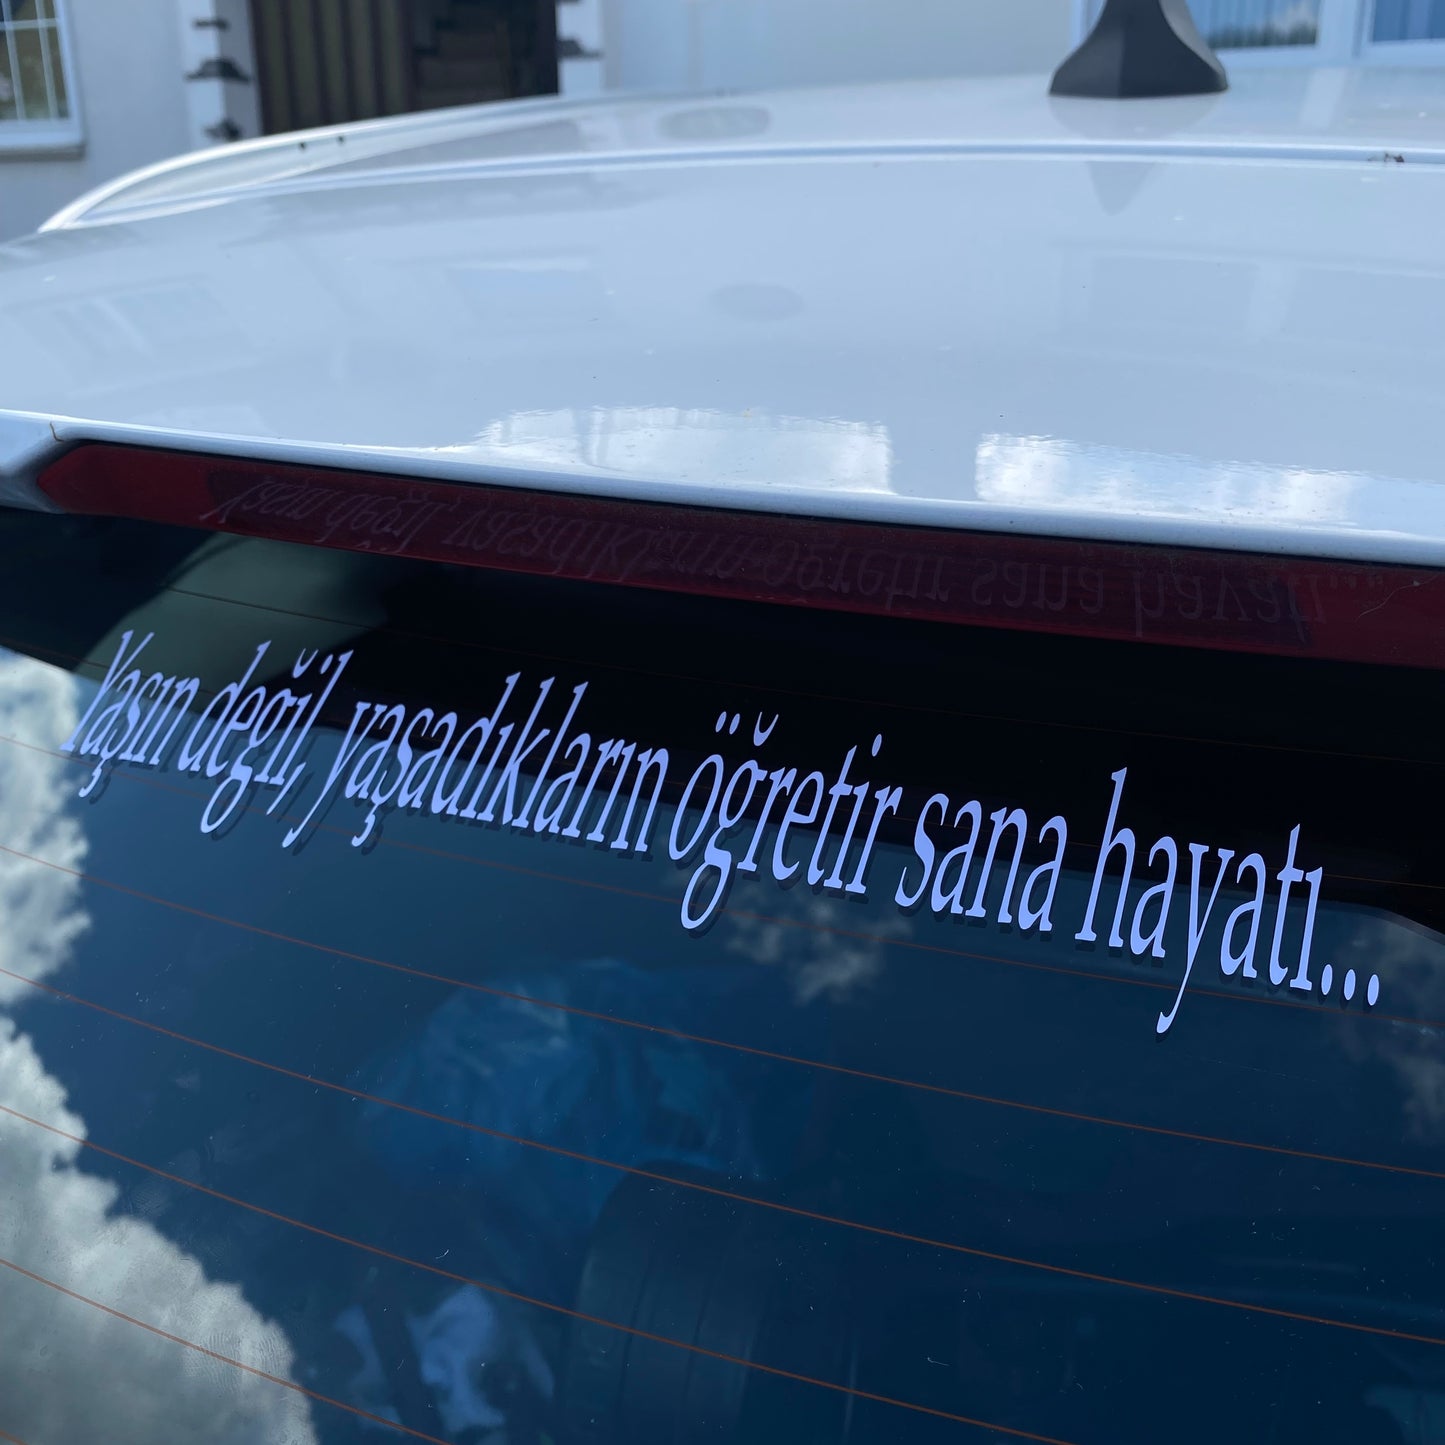 Yaşın değil, yaşadıkların öğretir sana hayatı...